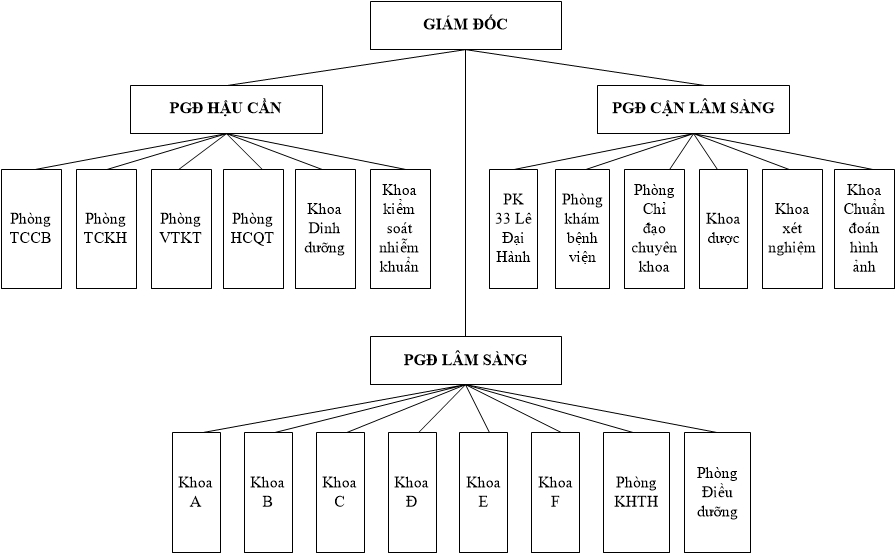 GIÁM ĐỐC
PGĐ HẬU CẦN
PGĐ CẬN LÂM SÀNG
Phòng
TCCB
Phòng
TCKH
Phòng
VTKT
Phòng
HCQT
Khoa
Dinh
dưỡng
Khoa
kiểm
soát
nhiễm
khuẩn
PK
33 Lê
Đại
Hành
Phòng
khám
bệnh
viện
Phòng
Chỉ
đạo
chuyên
khoa
Khoa
dược
Khoa
xét
nghiệm
Khoa
Chuẩn
đoán
hình
ảnh
PGĐ LÂM SÀNG
Khoa
A
Khoa
B
Khoa
C
Khoa
Đ
Khoa
E
Khoa
F
Phòng
KHTH
Phòng
Điều
dưỡng